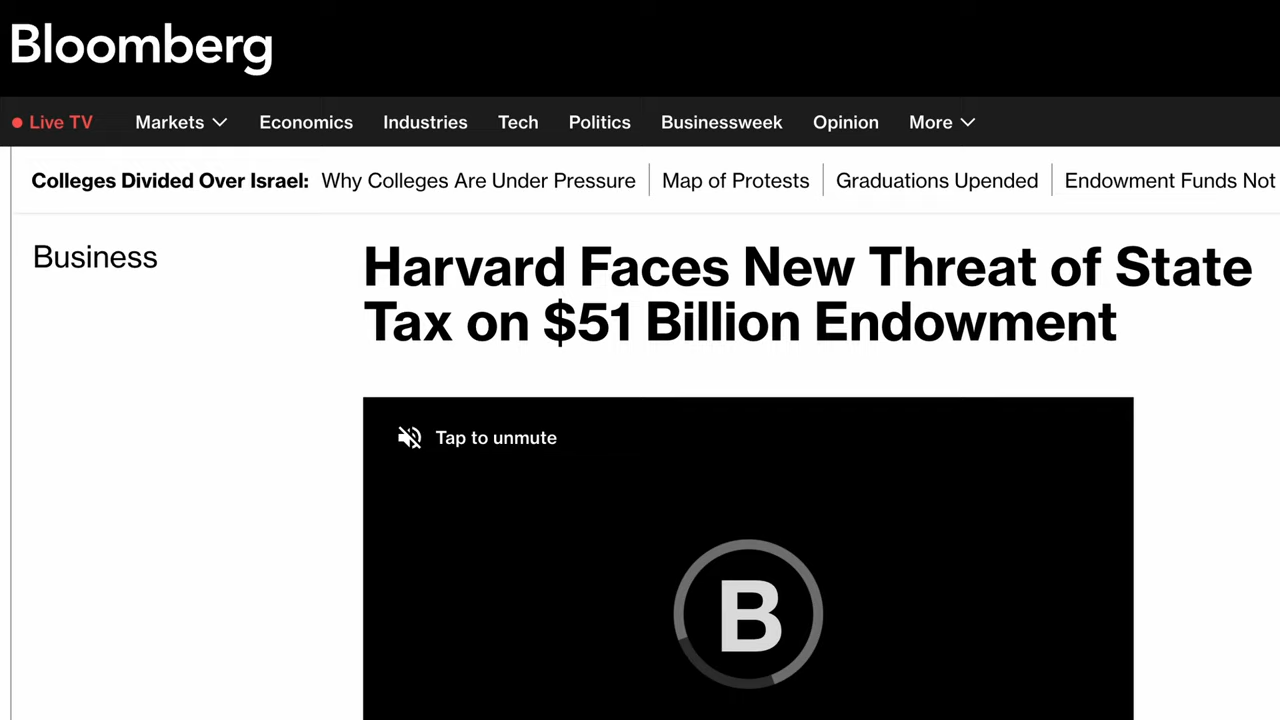 Bloomberg
Live TV Markets Economics Industries Tech Politics Businessweek Opinion More
Colleges Divided Over Israel: Why Colleges Are Under Pressure Map of Protests Graduations Upended Endowment Funds Not
Business
Harvard Faces New Threat of State
Tax on $51 Billion Endowment
Tap to unmute
B